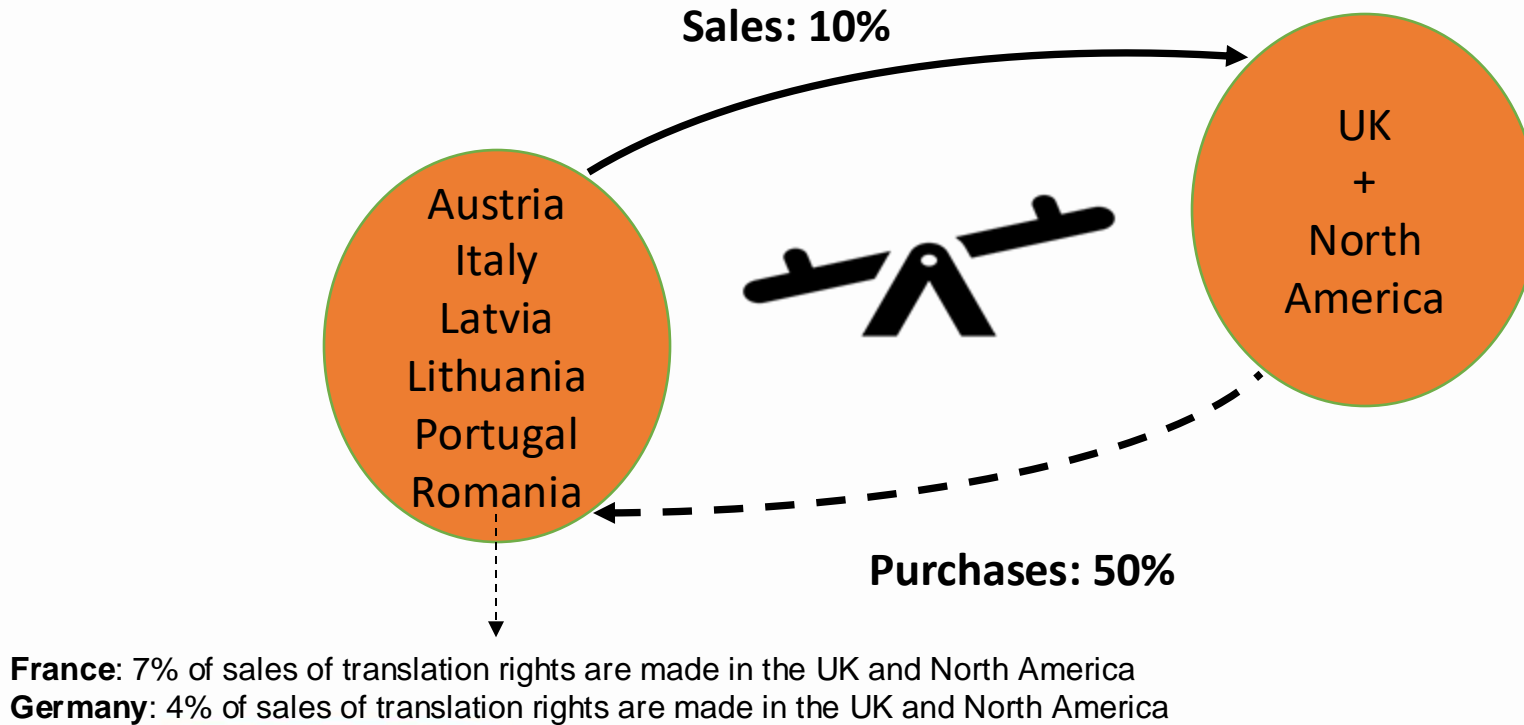 Sales: 10%
Austria
Italy
Latvia
Lithuania
Portugal
Romania
UK
+
North
America
Purchases: 50%
France: 7% of sales of translation rights are made in the UK and North America
Germany: 4% of sales of translation rights are made in the UK and North America